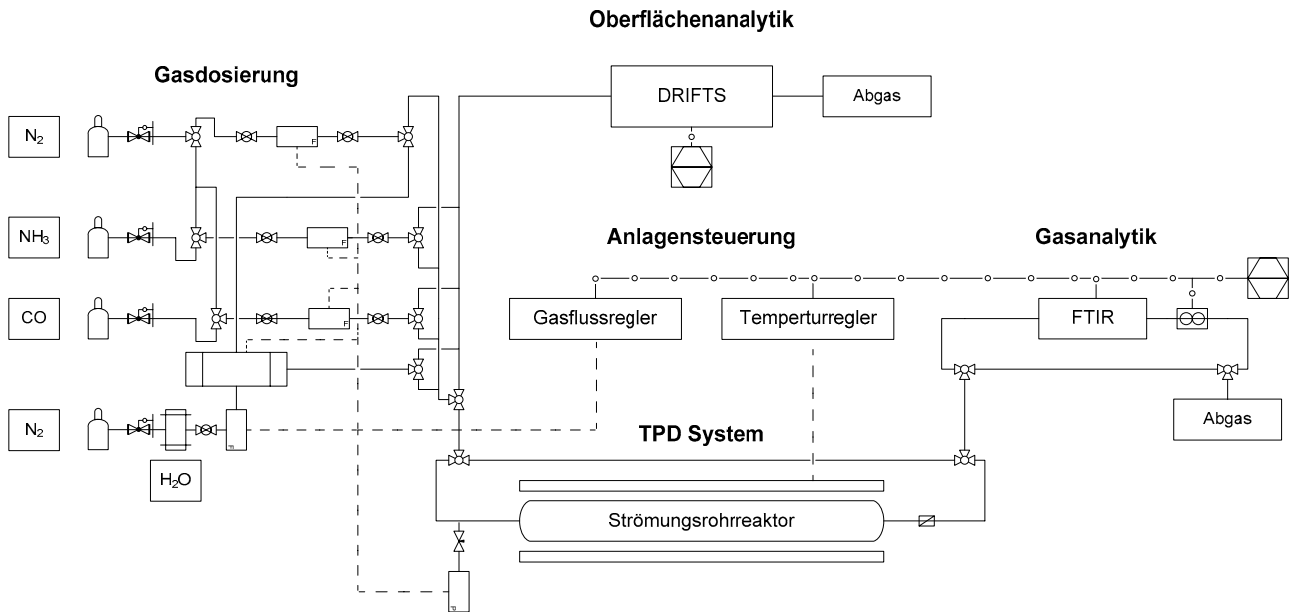 Oberflächenanalytik
Gasdosierung
DRIFTS
Abgas
N₂
F
NH₃
F
Anlagensteuerung
Gasanalytik
CO
F
Gasflussregler
Temperturregler
FTIR
N₂
F
Abgas
TPD System
H₂O
Strömungsrohrreaktor
P